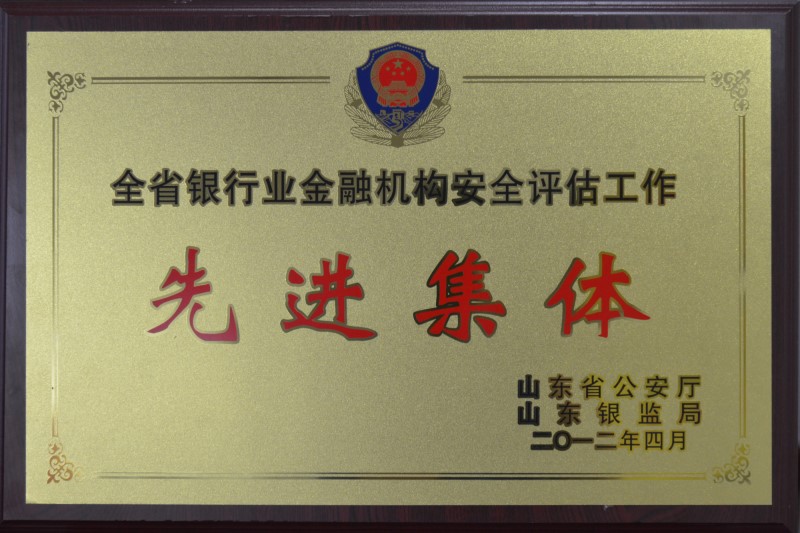 全省银行业金融机构安全评估工作
先进集体
山东省公安厅
山东银监局
二〇一二年四月